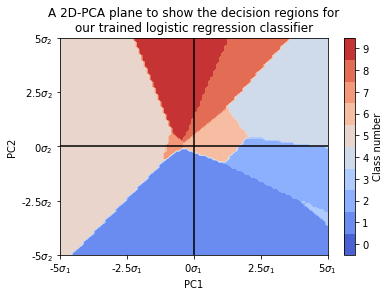 A 2D-PCA plane to show the decision regions for
our trained logistic regression classifier
5σ₂
2.5σ₂
0σ₂
-2.5σ₂
-5σ₂
PC2
-5σ₁
-2.5σ₁
0σ₁
2.5σ₁
5σ₁
PC1
9
8
7
6
5
4
3
2
1
0
Class number